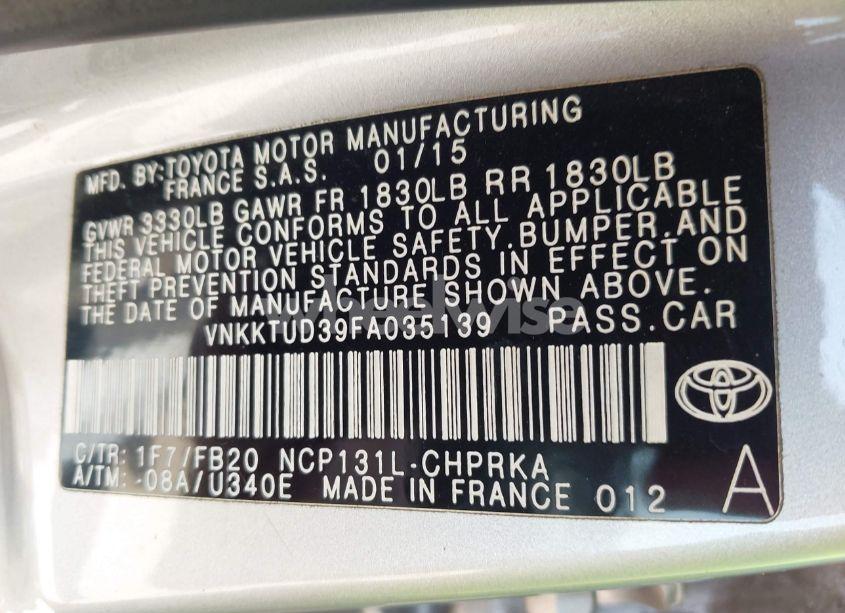 MFD. BY:TOYOTA MOTOR MANUFACTURING
FRANCE S.A.S. 01/15
GVWR 3330LB GAWR FR 1830LB RR 1830LB
THIS VEHICLE CONFORMS TO ALL APPLICABLE
FEDERAL MOTOR VEHICLE SAFETY,BUMPER,AND
THEFT PREVENTION STANDARDS IN EFFECT ON
THE DATE OF MANUFACTURE SHOWN ABOVE.
VNKKTUD39FA035139 PASS.CAR
wheelwise
C/TR: 1F7/FB20 NCP131L-CHPRKA
A/TM: -08A/U340E MADE IN FRANCE 012 A